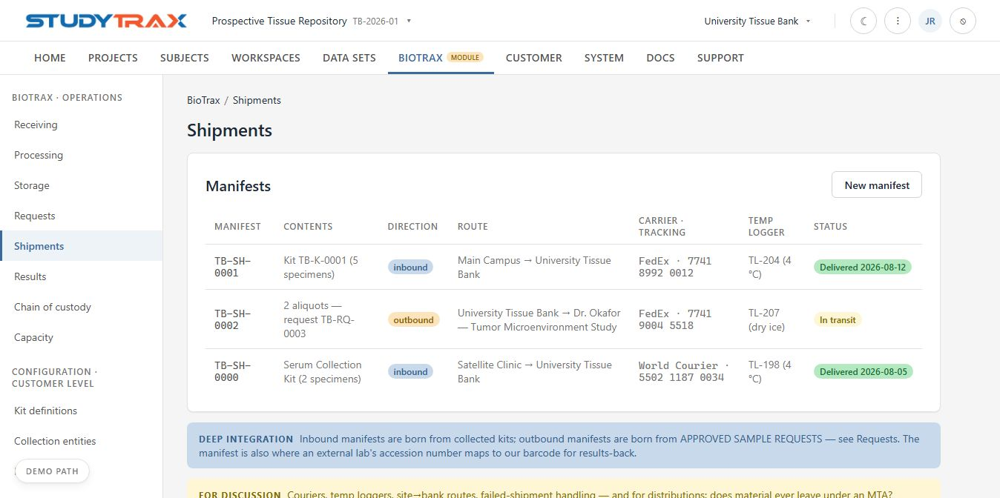 STUDYTRAX
Prospective Tissue Repository TB-2026-01 ▾
University Tissue Bank ▾
JR
HOME PROJECTS SUBJECTS WORKSPACES DATA SETS BIOTRAX MODULE CUSTOMER SYSTEM DOCS SUPPORT
BIOTRAX · OPERATIONS
Receiving
Processing
Storage
Requests
Shipments
Results
Chain of custody
Capacity
CONFIGURATION ·
CUSTOMER LEVEL
Kit definitions
Collection entities
DEMO PATH
BioTrax / Shipments
Shipments
Manifests
New manifest
MANIFEST CONTENTS DIRECTION ROUTE CARRIER · TRACKING TEMP LOGGER STATUS
TB-SH-0001 Kit TB-K-0001 (5 specimens) inbound Main Campus → University Tissue Bank FedEx · 7741 8992 0012 TL-204 (4 °C) Delivered 2026-08-12
TB-SH-0002 2 aliquots — request TB-RQ-0003 outbound University Tissue Bank → Dr. Okafor — Tumor Microenvironment Study FedEx · 7741 9004 5518 TL-207 (dry ice) In transit
TB-SH-0000 Serum Collection Kit (2 specimens) inbound Satellite Clinic → University Tissue Bank World Courier · 5502 1187 0034 TL-198 (4 °C) Delivered 2026-08-05
DEEP INTEGRATION Inbound manifests are born from collected kits; outbound manifests are born from APPROVED SAMPLE REQUESTS — see Requests. The
manifest is also where an external lab's accession number maps to our barcode for results-back.
FOR DISCUSSION Couriers, temp loggers, site→bank routes, failed-shipment handling — and for distributions: does material ever leave under an MTA?